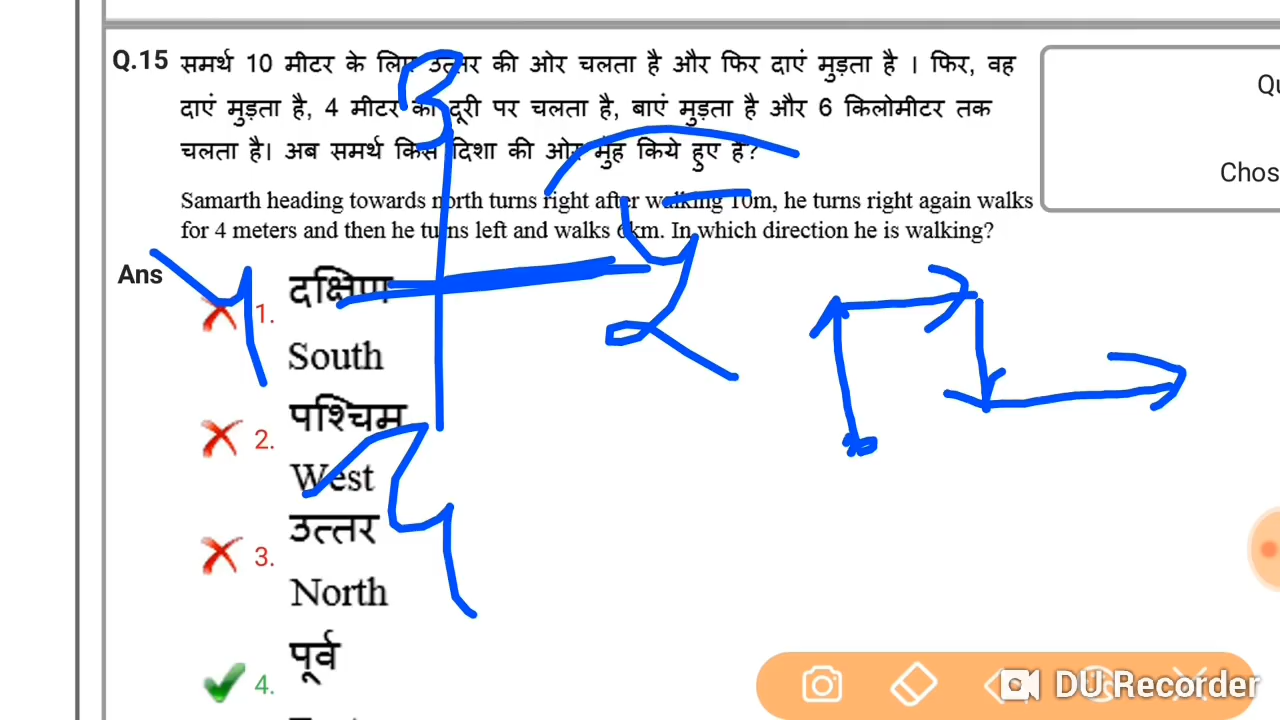 Q.15 समर्थ 10 मीटर के लिए उत्तर की ओर चलता है और फिर दाएं मुड़ता है । फिर, वह
दाएं मुड़ता है, 4 मीटर की दूरी पर चलता है, बाएं मुड़ता है और 6 किलोमीटर तक
चलता है। अब समर्थ किस दिशा की ओर मुंह किये हुए है?
Samarth heading towards north turns right after walking 10m, he turns right again walks
for 4 meters and then he turns left and walks 6km. In which direction he is walking?
Ans
1. दक्षिण
South
2. पश्चिम
West
3. उत्तर
North
4. पूर्व
Chos
DU Recorder